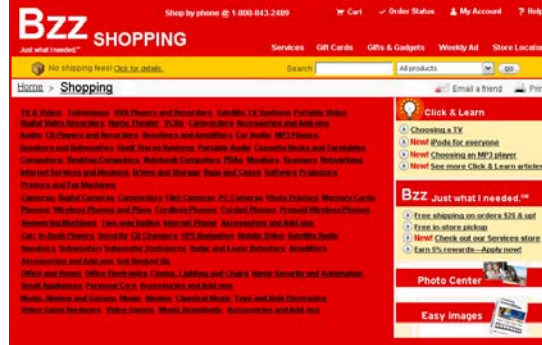 Shop by phone @ 1-800-843-2489
Cart
Order Status
My Account
? Help
Bzz SHOPPING
Just what I needed.℠
Services
Gift Cards
Gifts & Gadgets
Weekly Ad
Store Locator
No shopping fees! Click for details.
Search
All products
GO
Home > Shopping
Email a friend
Prin
TV & Video: Televisions DVD Players and Recorders Satellite TV Systems Portable Video
Digital Video Recorders Home Theater VCRs Camcorders Accessories and Add-ons
Audio: CD Players and Recorders Receivers and Amplifiers Car Audio MP3 Players
Speakers and Subwoofers Shelf Stereo Systems Portable Audio Cassette Decks and Turntables
Computers: Desktop Computers Notebook Computers PDAs Monitors Scanners Networking
Internet Services and Modems Drives and Storage Bags and Cases Software Projectors
Printers and Fax Machines
Cameras: Digital Cameras Camcorders Film Cameras PC Cameras Photo Printers Memory Cards
Phones: Wireless Phones and Plans Cordless Phones Corded Phones Prepaid Wireless Phones
Answering Machines Two-way Radios Internet Phone Accessories and Add-ons
Car: In-Dash Players Security CD Changers GPS Navigation Mobile Video Satellite Radio
Speakers Subwoofers Subwoofer Enclosures Radar and Laser Detectors Amplifiers
Accessories and Add-ons Get Hooked Up
Office and Home: Office Electronics Clocks, Lighting and Chairs Home Security and Automation
Small Appliances Personal Care Accessories and Add-ons
Music, Movies and Games: Music Movies Classical Music Toys and Kids Electronics
Video Game Hardware Video Games Music Downloads Accessories and Add-ons
Click & Learn
Choosing a TV
New! iPods for everyone
New! Choosing an MP3 player
New! See more Click & Learn articles
Bzz Just what I needed.℠
Free shipping on orders $25 & up!
Free in-store pickup
New! Check out our Services store
Earn 5% rewards—Apply now!
Photo Center
Easy images